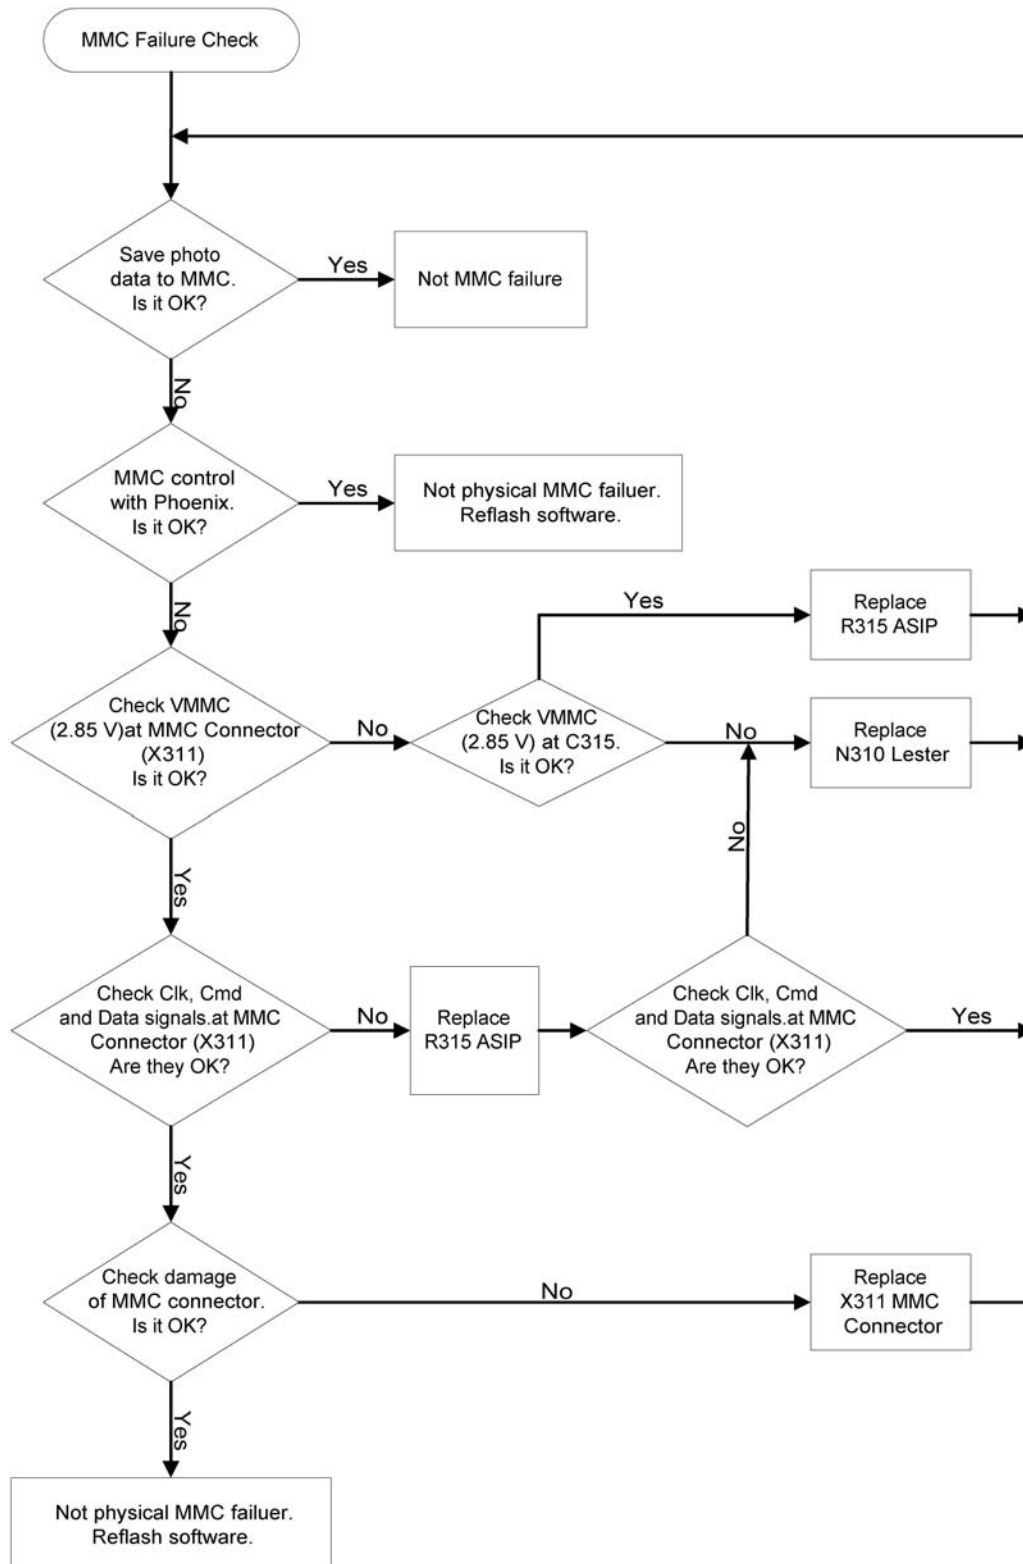 MMC Failure Check
Save photo
data to MMC.
Is it OK?
Yes
Not MMC failure
No
MMC control
with Phoenix.
Is it OK?
Yes
Not physical MMC failuer.
Reflash software.
No
Yes
Replace
R315 ASIP
Check VMMC
(2.85 V)at MMC Connector
(X311)
Is it OK?
No
Check VMMC
(2.85 V) at C315.
Is it OK?
No
Replace
N310 Lester
No
Yes
Check Clk, Cmd
and Data signals.at MMC
Connector (X311)
Are they OK?
No
Replace
R315 ASIP
Check Clk, Cmd
and Data signals.at MMC
Connector (X311)
Are they OK?
Yes
Yes
Check damage
of MMC connector.
Is it OK?
No
Replace
X311 MMC
Connector
Yes
Not physical MMC failuer.
Reflash software.